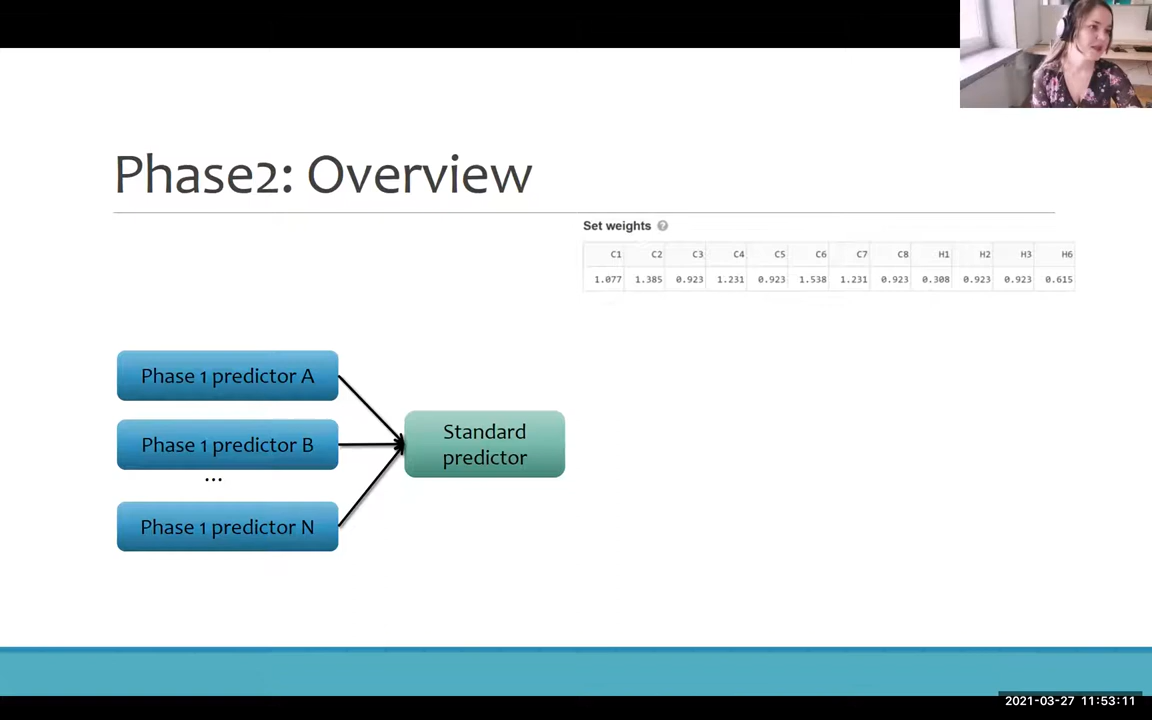 Phase2: Overview
Set weights ?
C1 C2 C3 C4 C5 C6 C7 C8 H1 H2 H3 H6
1.077 1.385 0.923 1.231 0.923 1.538 1.231 0.923 0.308 0.923 0.923 0.615
Phase 1 predictor A
Phase 1 predictor B
...
Phase 1 predictor N
Standard
predictor
2021-03-27 11:53:11